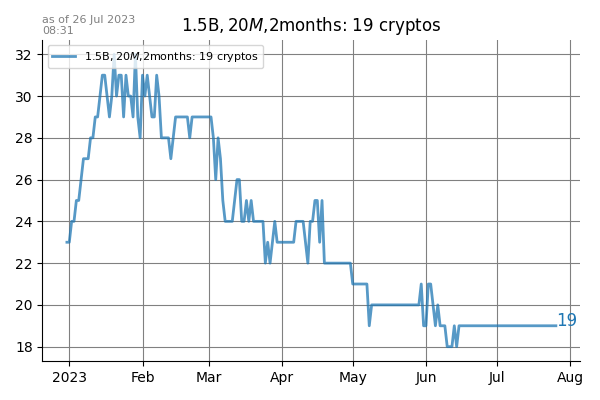 as of 26 Jul 2023
08:31
1.5B, 20M,2months: 19 cryptos
1.5B, 20M,2months: 19 cryptos
32
30
28
26
24
22
20
18
19
2023 Feb Mar Apr May Jun Jul Aug